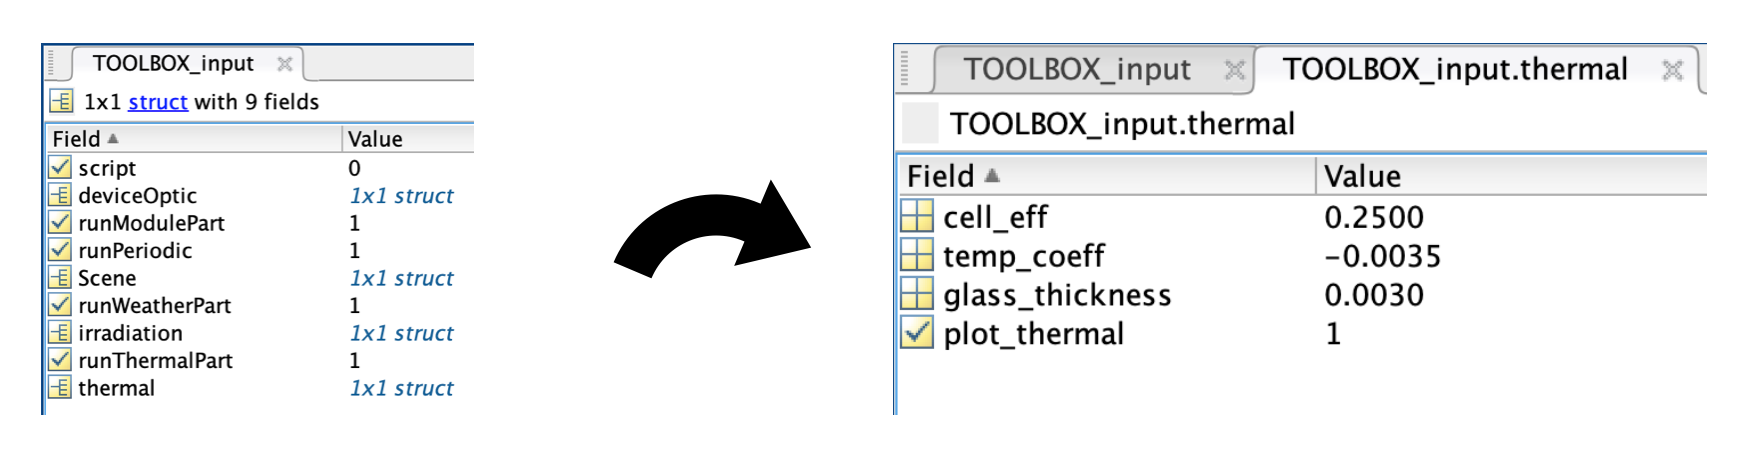 TOOLBOX_input
1x1 struct with 9 fields
Field Value
script 0
deviceOptic 1x1 struct
runModulePart 1
runPeriodic 1
Scene 1x1 struct
runWeatherPart 1
irradiation 1x1 struct
runThermalPart 1
thermal 1x1 struct
TOOLBOX_input TOOLBOX_input.thermal
TOOLBOX_input.thermal
Field Value
cell_eff 0.2500
temp_coeff -0.0035
glass_thickness 0.0030
plot_thermal 1